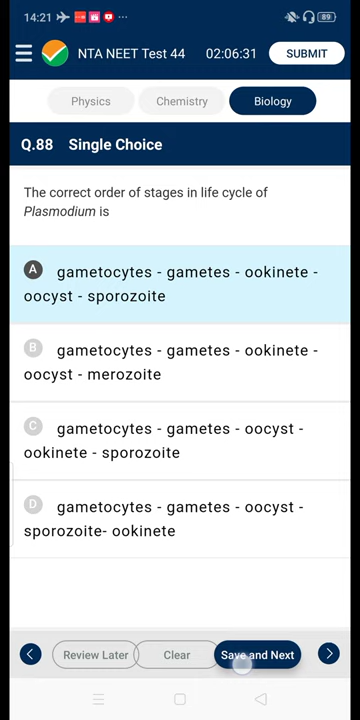 14:21 89
NTA NEET Test 44 02:06:31 SUBMIT
Physics Chemistry Biology
Q.88 Single Choice
The correct order of stages in life cycle of
Plasmodium is
A gametocytes - gametes - ookinete -
oocyst - sporozoite
B gametocytes - gametes - ookinete -
oocyst - merozoite
C gametocytes - gametes - oocyst -
ookinete - sporozoite
D gametocytes - gametes - oocyst -
sporozoite- ookinete
Review Later Clear Save and Next